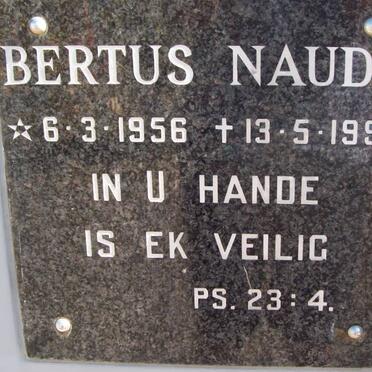 BERTUS NAUD
☆ 6·3·1956 ✝ 13·5·199
IN U HANDE
IS EK VEILIG
PS. 23:4.